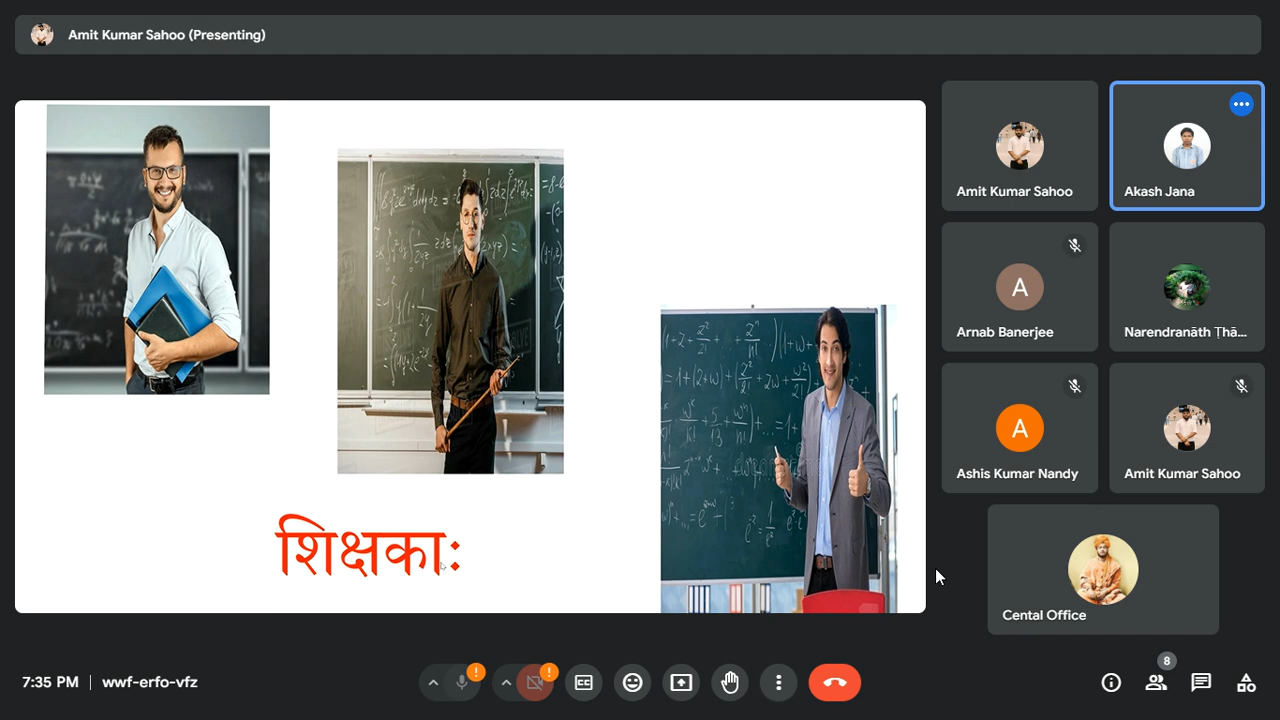 Amit Kumar Sahoo (Presenting)
शिक्षकाः
Amit Kumar Sahoo
Akash Jana
A
Arnab Banerjee
Narendranāth Ṭhā...
A
Ashis Kumar Nandy
Amit Kumar Sahoo
Cental Office
7:35 PM | wwf-erfo-vfz
8